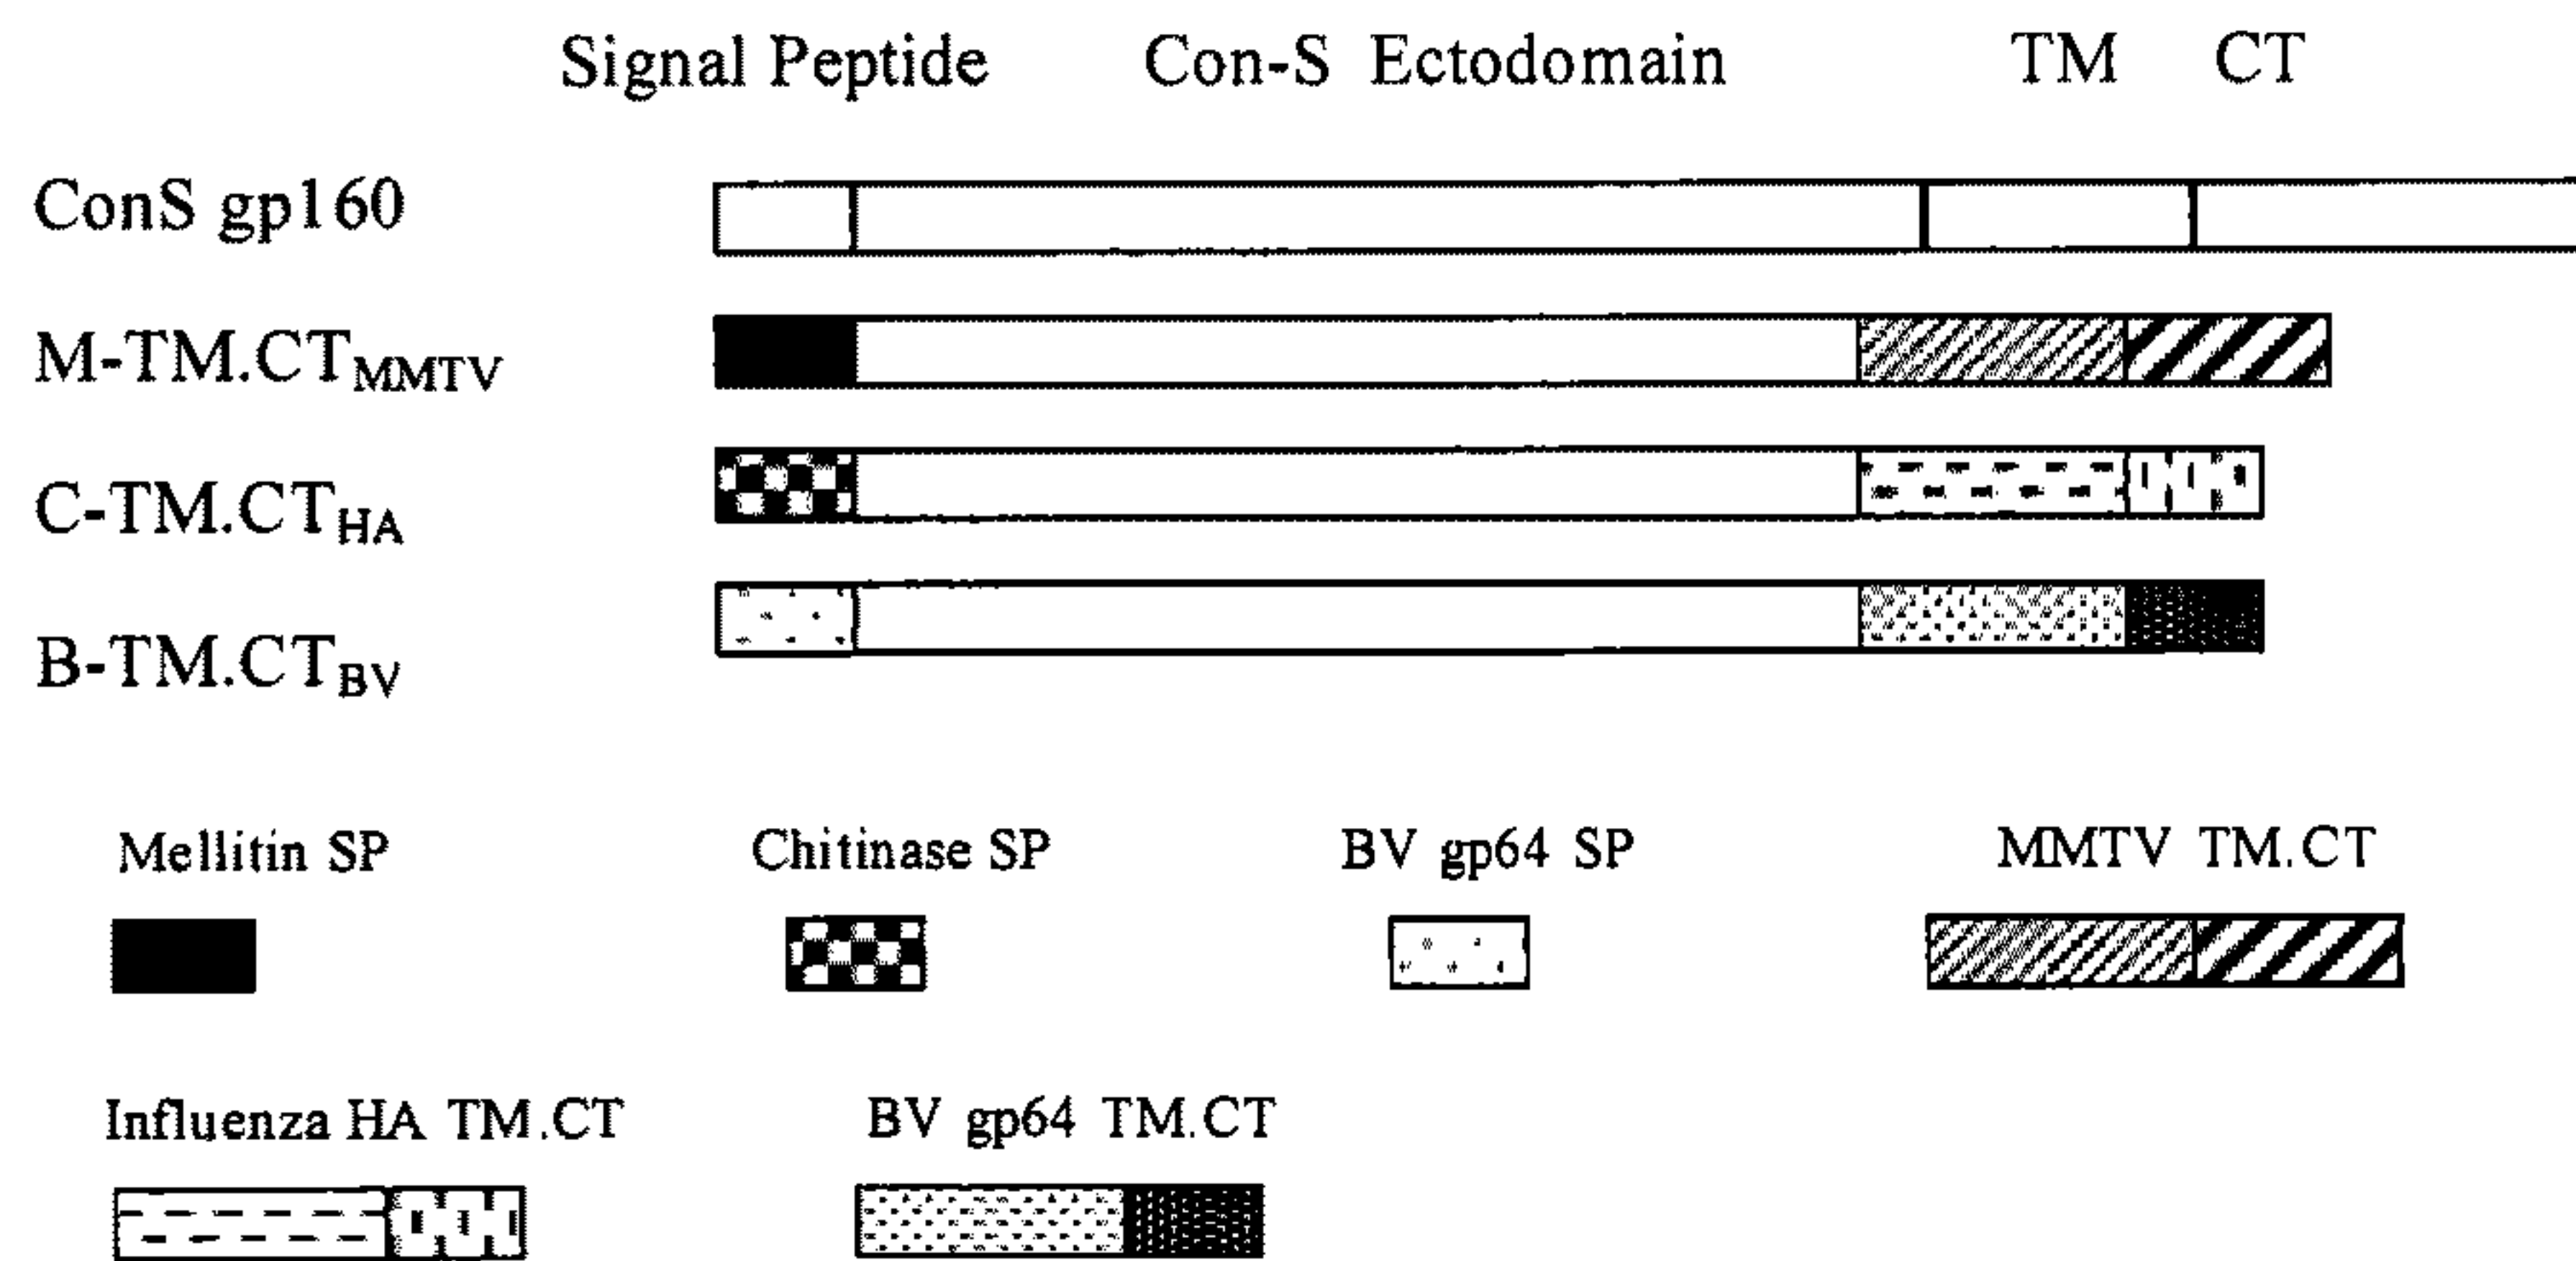 Signal Peptide Con-S Ectodomain TM CT
ConS gp160
M-TM.CTMMTV
C-TM.CTHA
B-TM.CTBV
Mellitin SP Chitinase SP BV gp64 SP MMTV TM.CT
Influenza HA TM.CT BV gp64 TM.CT